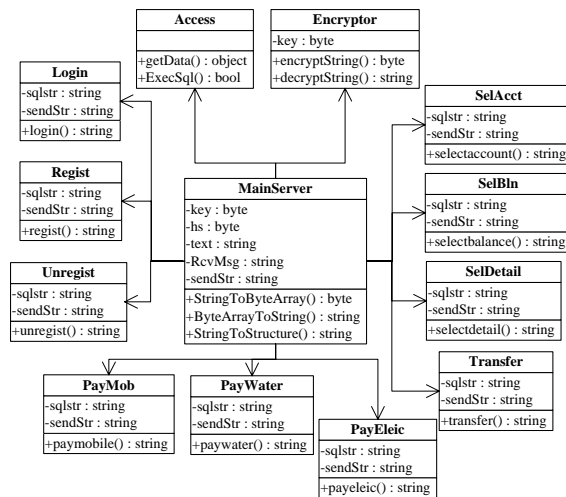 Access
+getData() : object
+ExecSql() : bool
Encryptor
-key : byte
+encryptString() : byte
+decryptString() : string
Login
-sqlstr : string
-sendStr : string
+login() : string
SelAcct
-sqlstr : string
-sendStr : string
+selectaccount() : string
Regist
-sqlstr : string
-sendStr : string
+regist() : string
MainServer
-key : byte
-hs : byte
-text : string
-RcvMsg : string
-sendStr : string
+StringToByteArray() : byte
+ByteArrayToString() : string
+StringToStructure() : string
SelBln
-sqlstr : string
-sendStr : string
+selectbalance() : string
Unregist
-sqlstr : string
-sendStr : string
+unregist() : string
SelDetail
-sqlstr : string
-sendStr : string
+selectdetail() : string
Transfer
-sqlstr : string
-sendStr : string
+transfer() : string
PayMob
-sqlstr : string
-sendStr : string
+paymobile() : string
PayWater
-sqlstr : string
-sendStr : string
+paywater() : string
PayEleic
-sqlstr : string
-sendStr : string
+payeleic() : string